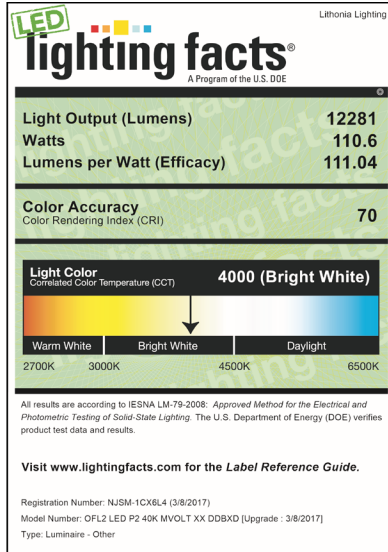 LED
Lithonia Lighting
lighting facts®
A Program of the U.S. DOE
Light Output (Lumens) 12281
Watts 110.6
Lumens per Watt (Efficacy) 111.04
Color Accuracy
Color Rendering Index (CRI) 70
Light Color
Correlated Color Temperature (CCT) 4000 (Bright White)
Warm White Bright White Daylight
2700K 3000K 4500K 6500K
All results are according to IESNA LM-79-2008: Approved Method for the Electrical and
Photometric Testing of Solid-State Lighting. The U.S. Department of Energy (DOE) verifies
product test data and results.
Visit www.lightingfacts.com for the Label Reference Guide.
Registration Number: NJSM-1CX6L4 (3/8/2017)
Model Number: OFL2 LED P2 40K MVOLT XX DDBXD [Upgrade : 3/8/2017]
Type: Luminaire - Other